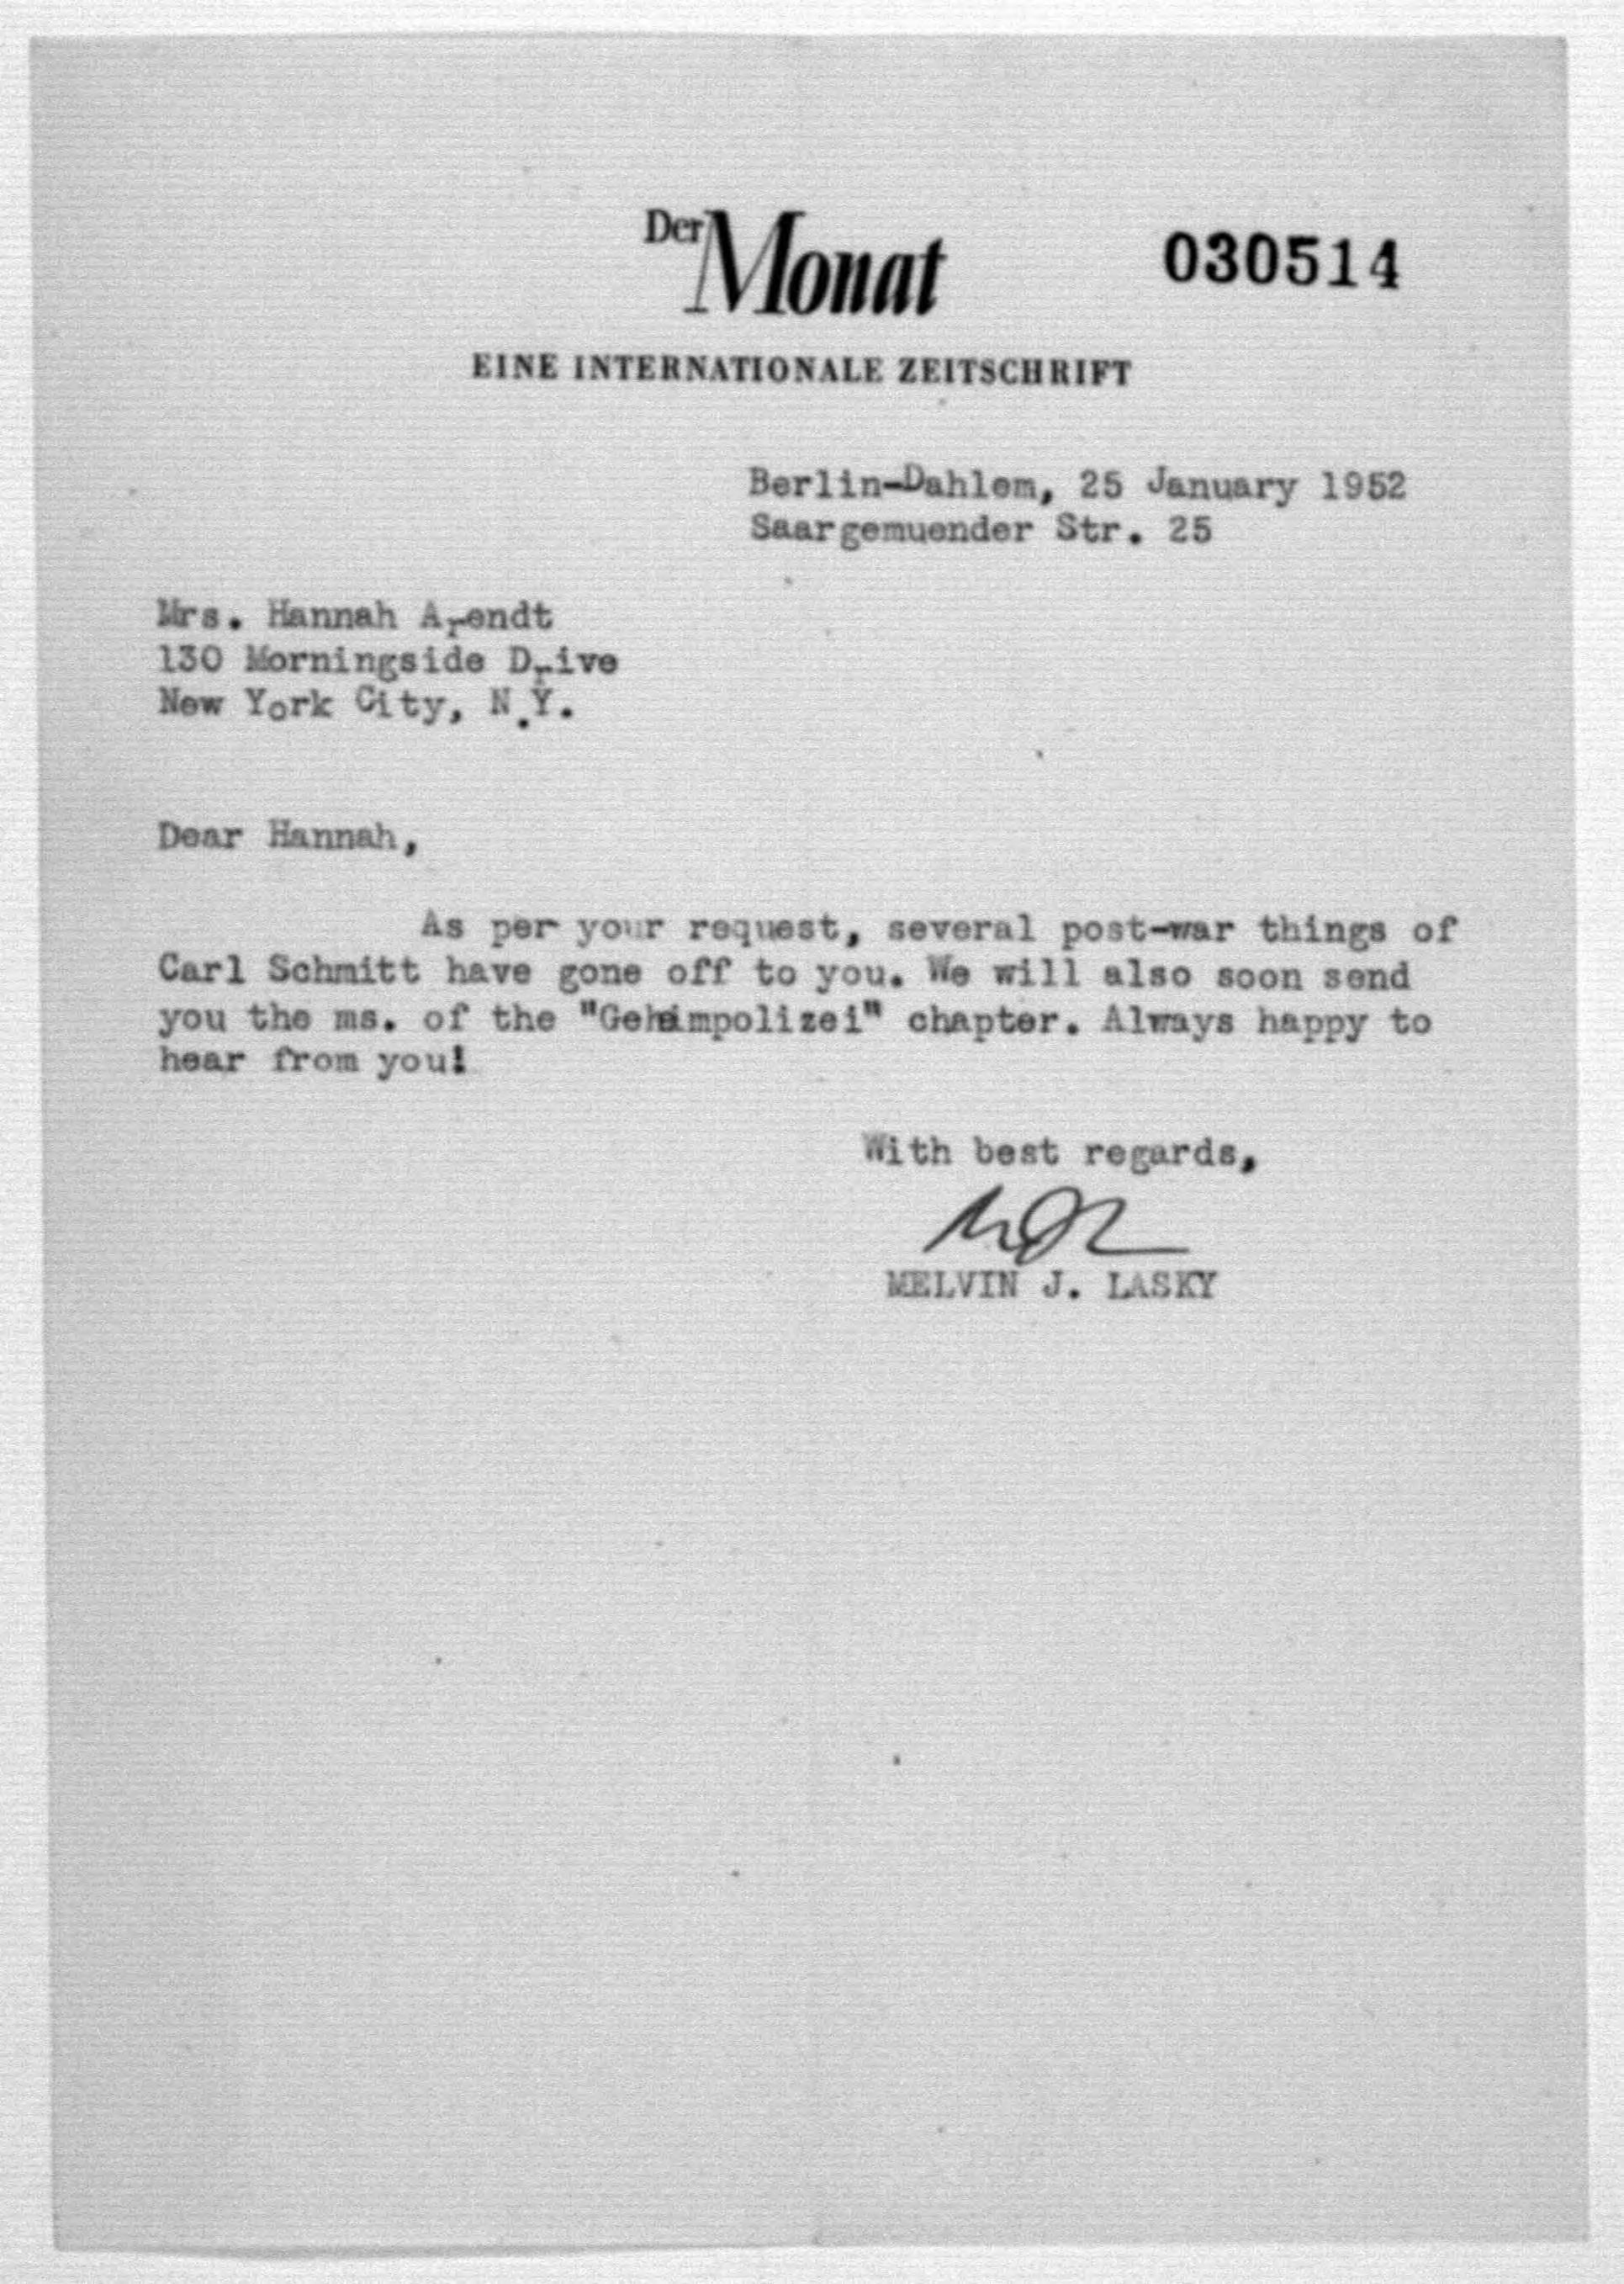 Der Monat
030514
EINE INTERNATIONALE ZEITSCHRIFT
Berlin-Dahlem, 25 January 1952
Saargemuender Str. 25
Mrs. Hannah Arendt
130 Morningside Drive
New York City, N.Y.
Dear Hannah,
As per your request, several post-war things of
Carl Schmitt have gone off to you. We will also soon send
you the ms. of the "Geheimpolizei" chapter. Always happy to
hear from you!
With best regards,
MELVIN J. LASKY